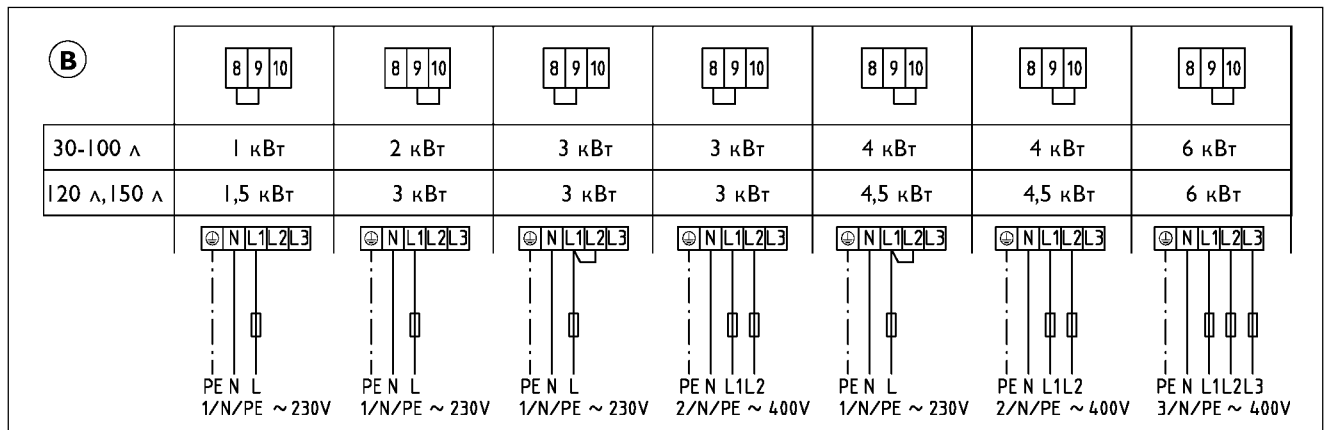 B
8 9 10 8 9 10 8 9 10 8 9 10 8 9 10 8 9 10 8 9 10
30-100 л 1 кВт 2 кВт 3 кВт 3 кВт 4 кВт 4 кВт 6 кВт
120 л,150 л 1,5 кВт 3 кВт 3 кВт 3 кВт 4,5 кВт 4,5 кВт 6 кВт
N L1 L2 L3 N L1 L2 L3 N L1 L2 L3 N L1 L2 L3 N L1 L2 L3 N L1 L2 L3 N L1 L2 L3
PE N L PE N L PE N L PE N L1 L2 PE N L PE N L1 L2 PE N L1 L2 L3
1/N/PE ~ 230V 1/N/PE ~ 230V 1/N/PE ~ 230V 2/N/PE ~ 400V 1/N/PE ~ 230V 2/N/PE ~ 400V 3/N/PE ~ 400V